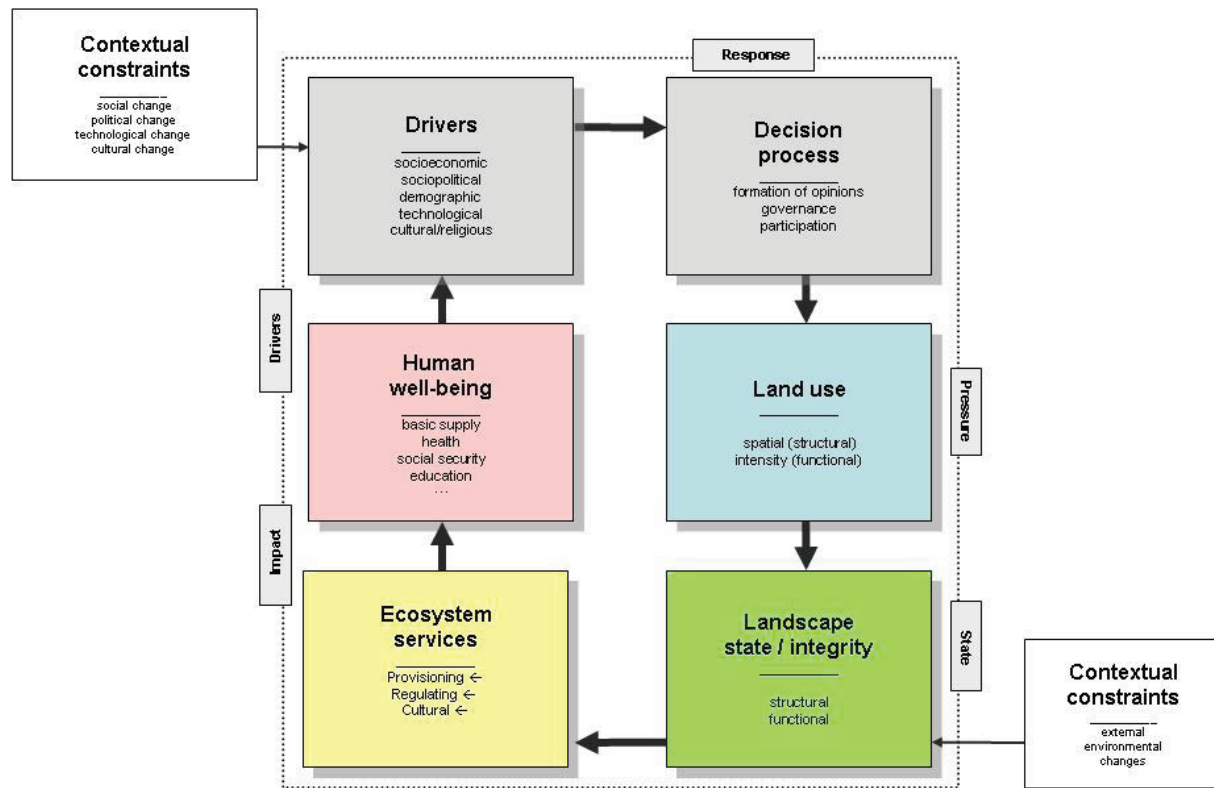 Contextual
constraints
social change
political change
technological change
cultural change
Response
Drivers
socioeconomic
sociopolitical
demographic
technological
cultural/religious
Decision
process
formation of opinions
governance
participation
Drivers
Human
well-being
basic supply
health
social security
education
...
Land use
spatial (structural)
intensity (functional)
Pressure
Impact
Ecosystem
services
Provisioning ←
Regulating ←
Cultural ←
Landscape
state / integrity
structural
functional
State
Contextual
constraints
external
environmental
changes